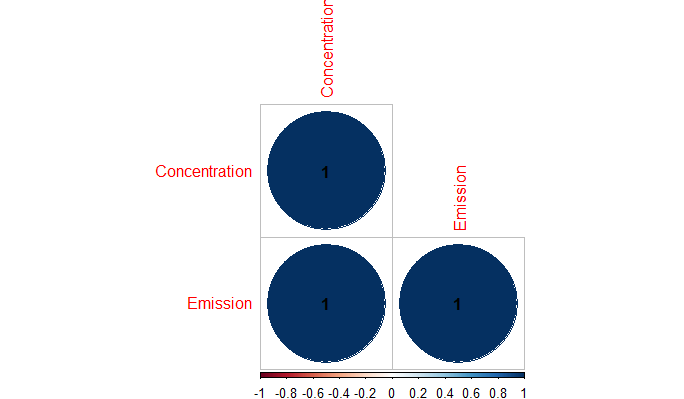 Concentration
Concentration
1
Emission
Emission
1
1
-1 -0.8 -0.6 -0.4 -0.2 0 0.2 0.4 0.6 0.8 1